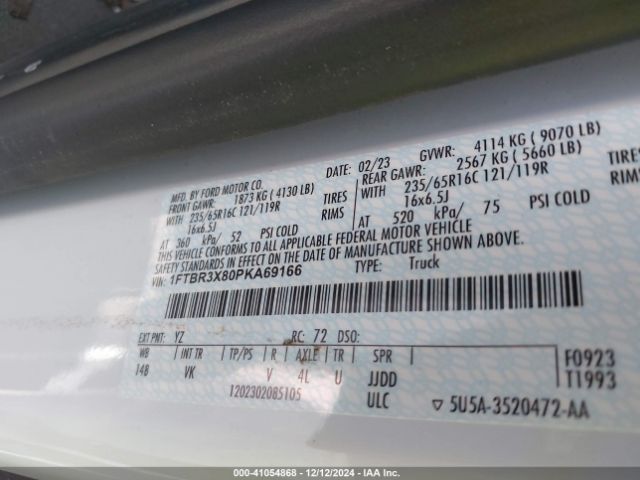 MFD. BY FORD MOTOR CO.
DATE: 02/23 GVWR: 4114 KG ( 9070 LB)
FRONT GAWR: 1873 KG ( 4130 LB) REAR GAWR: 2567 KG ( 5660 LB)
WITH 235/65R16C 121/119R TIRES WITH 235/65R16C 121/119R TIRES
16x6.5J RIMS 16x6.5J RIMS
AT 360 kPa/ 52 PSI COLD AT 520 kPa/ 75 PSI COLD
THIS VEHICLE CONFORMS TO ALL APPLICABLE FEDERAL MOTOR VEHICLE
SAFETY STANDARDS IN EFFECT ON THE DATE OF MANUFACTURE SHOWN ABOVE.
VIN: 1FTBR3X80PKA69166 TYPE: Truck
EXT PNT: YZ RC: 72 DSO:
WB INT TR TP/PS R AXLE TR SPR F0923
148 VK V 4L U JJDD T1993
1202302085105 ULC ▽ 5U5A-3520472-AA
000-41054868 - 12/12/2024 - IAA Inc.